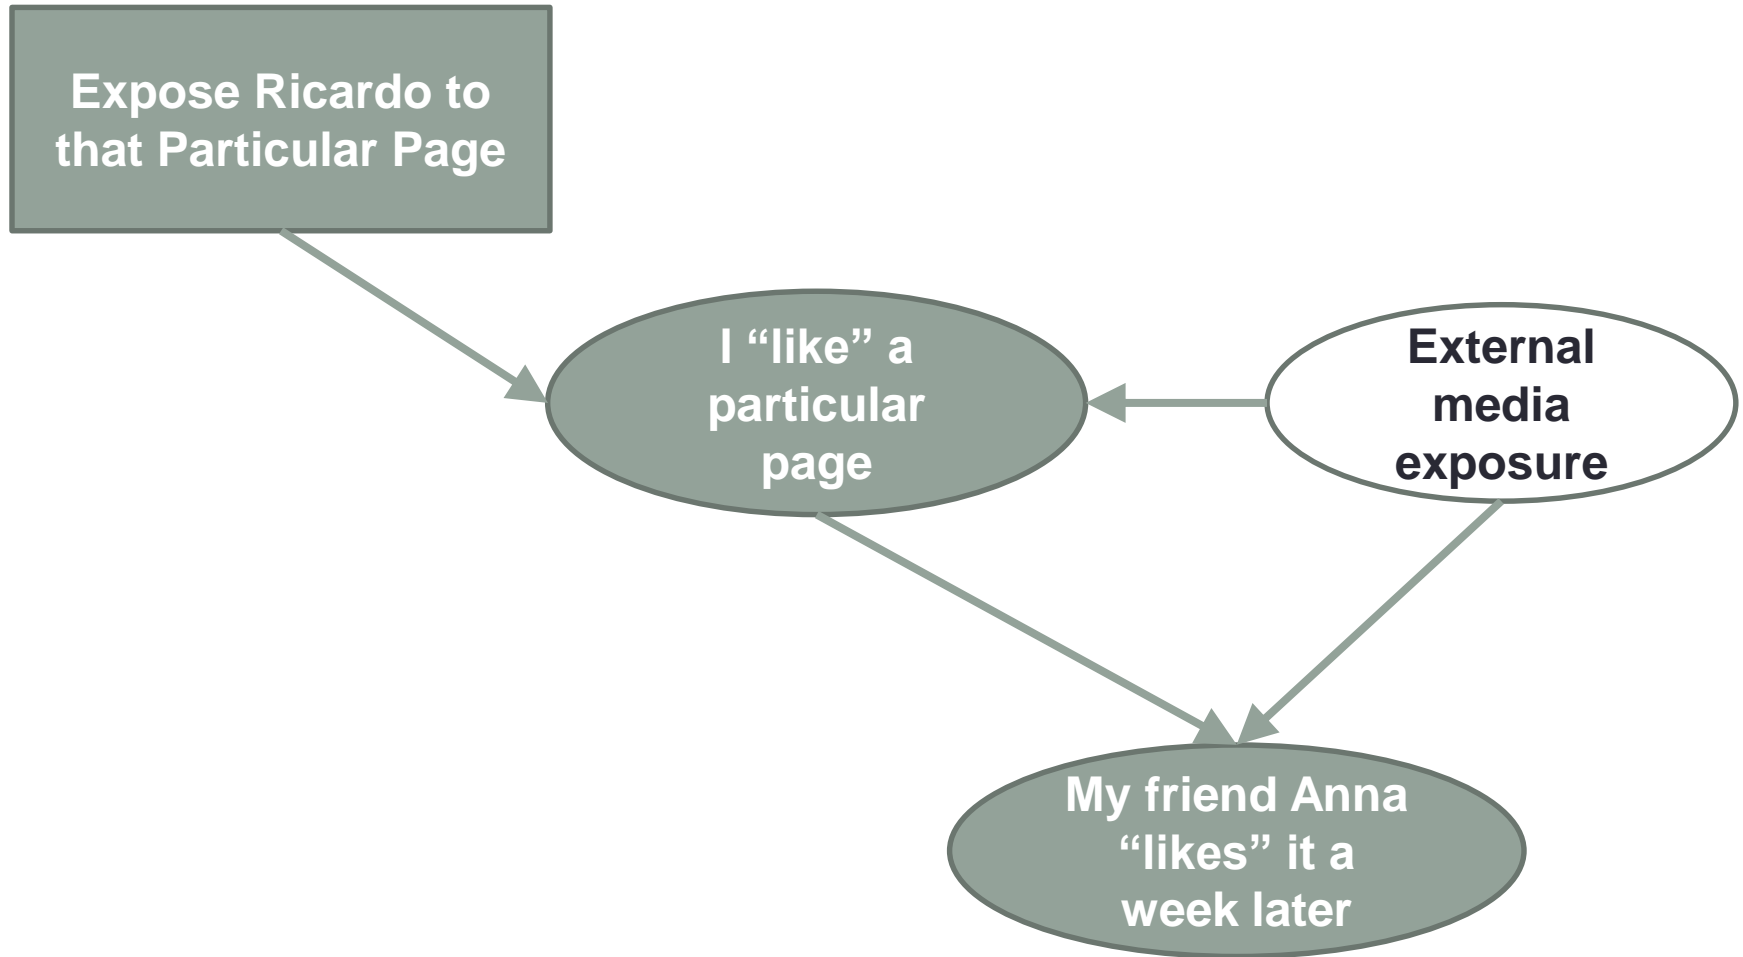 Expose Ricardo to
that Particular Page
I “like” a
particular
page
External
media
exposure
My friend Anna
“likes” it a
week later